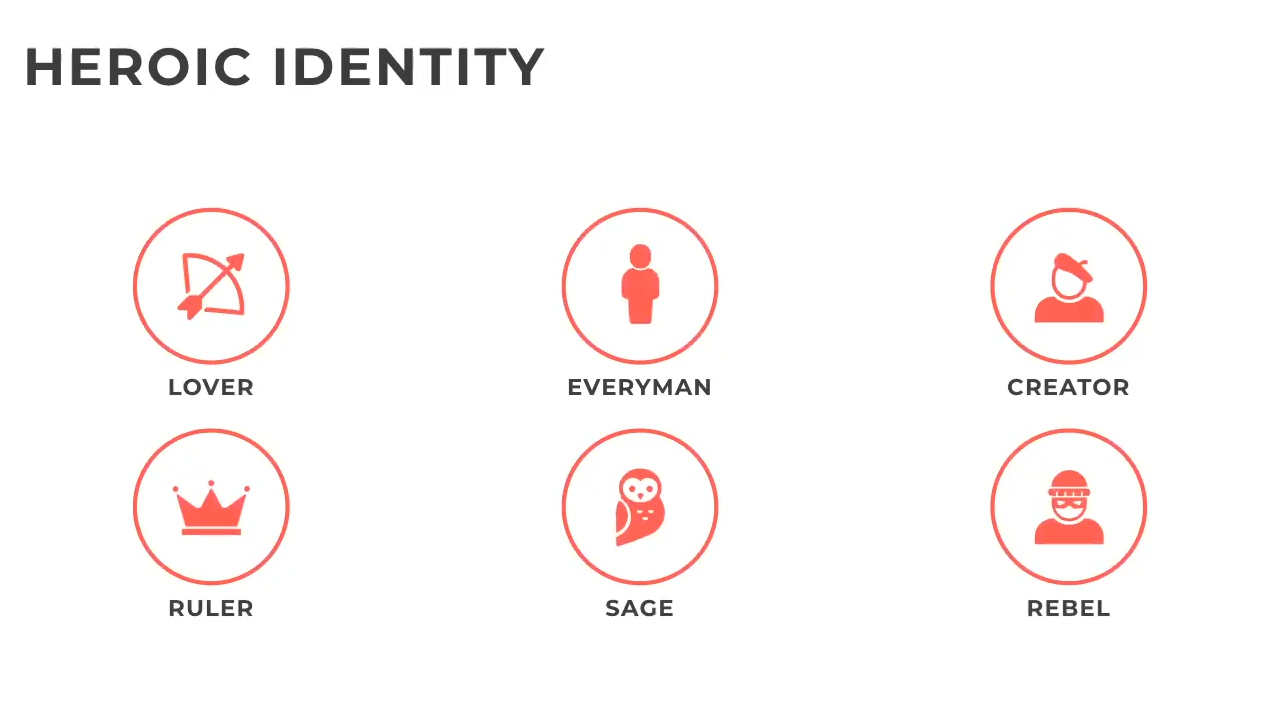 HEROIC IDENTITY
LOVER
EVERYMAN
CREATOR
RULER
SAGE
REBEL